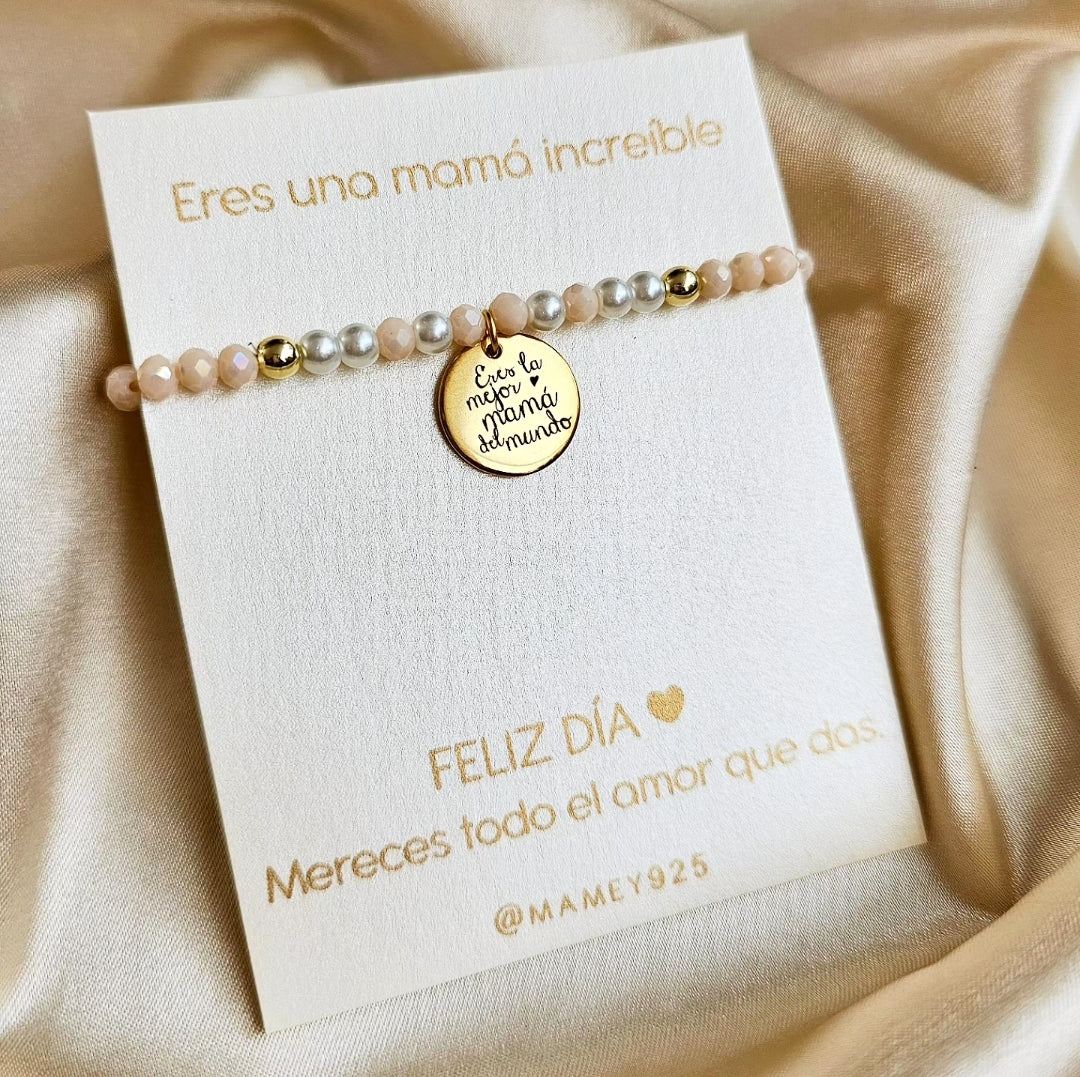 Eres una mamá increíble
Eres la
mejor
mamá
del mundo
FELIZ DÍA
Mereces todo el amor que das.
@MAMEY925